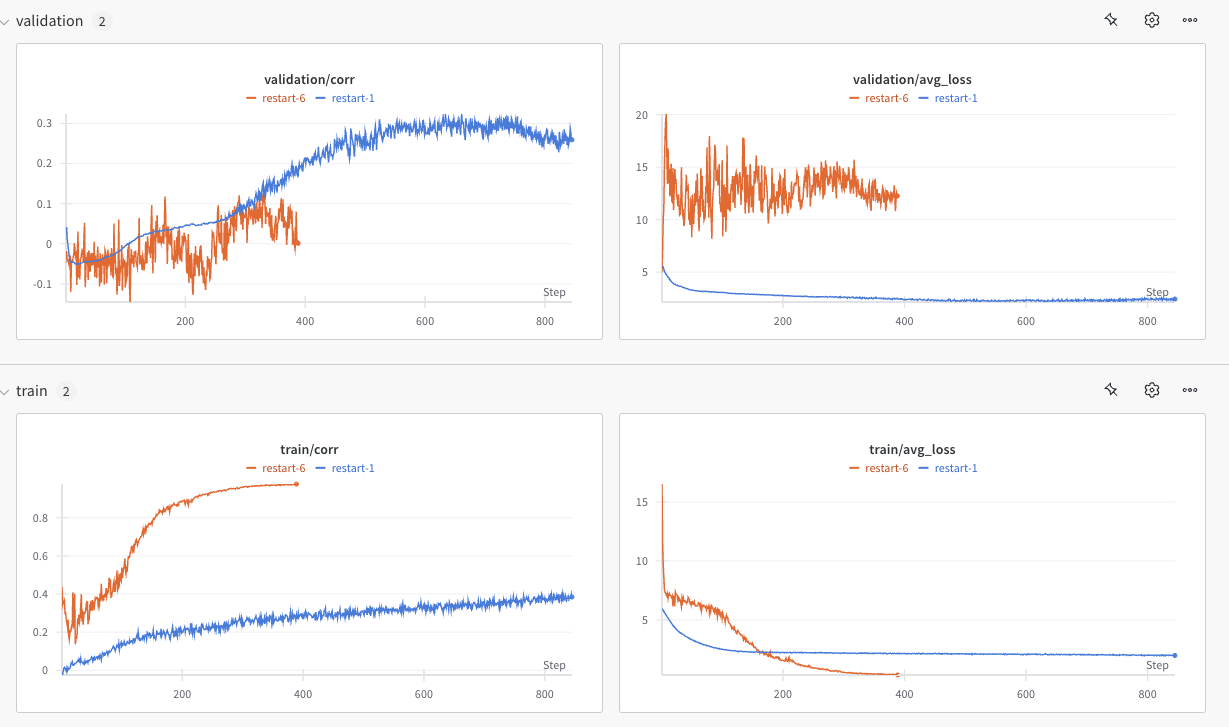 validation 2
validation/corr
restart-6 restart-1
0.3
0.2
0.1
0
-0.1
Step
200 400 600 800
validation/avg_loss
restart-6 restart-1
20
15
10
5
Step
200 400 600 800
train 2
train/corr
restart-6 restart-1
0.8
0.6
0.4
0.2
0
Step
200 400 600 800
train/avg_loss
restart-6 restart-1
15
10
5
Step
200 400 600 800